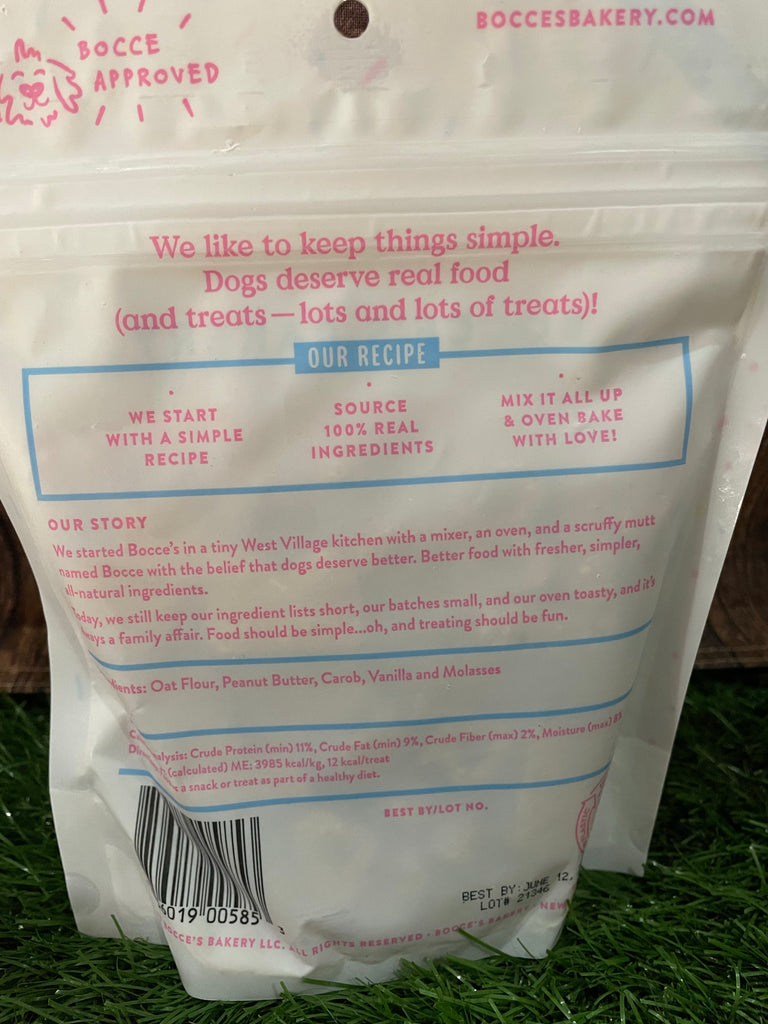 BOCCESBAKERY.COM
BOCCE
APPROVED
We like to keep things simple.
Dogs deserve real food
(and treats—lots and lots of treats)!
OUR RECIPE
WE START
WITH A SIMPLE
RECIPE
SOURCE
100% REAL
INGREDIENTS
MIX IT ALL UP
& OVEN BAKE
WITH LOVE!
OUR STORY
We started Bocce's in a tiny West Village kitchen with a mixer, an oven, and a scruffy mutt
named Bocce with the belief that dogs deserve better. Better food with fresher, simpler,
all-natural ingredients.
we still keep our ingredient lists short, our batches small, and our oven toasty, and it's
a family affair. Food should be simple...oh, and treating should be fun.
Oat Flour, Peanut Butter, Carob, Vanilla and Molasses
Crude Protein (min) 11%, Crude Fat (min) 9%, Crude Fiber (max) 2%, Moisture (max) 8%
(calculated) ME: 3985 kcal/kg, 12 kcal/treat
a snack or treat as part of a healthy diet.
BEST BY/LOT NO.
BEST BY: JUNE 12,
LOT# 21346
6019 00585 3
BOCCE'S BAKERY LLC. ALL RIGHTS RESERVED • BOCCE'S BAKERY • NEW